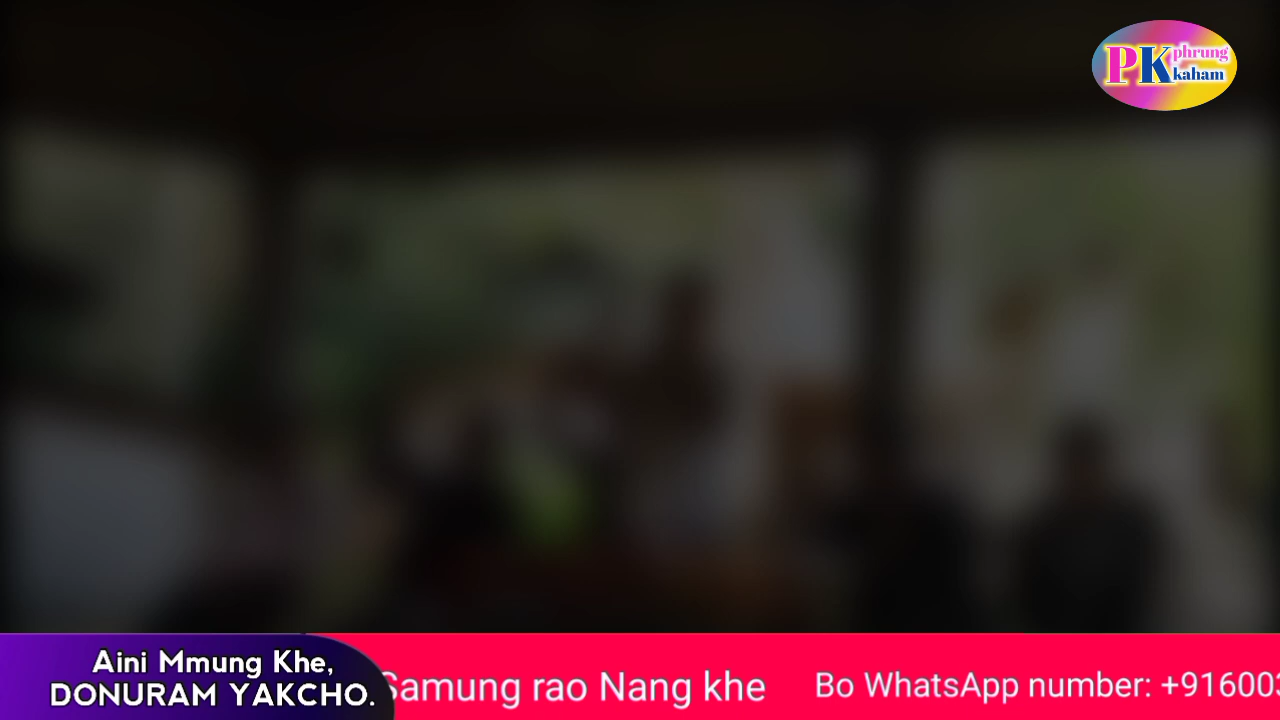 PK phrung
kaham
Aini Mmung Khe,
DONURAM YAKCHO.
Samung rao Nang khe
Bo WhatsApp number: +916003